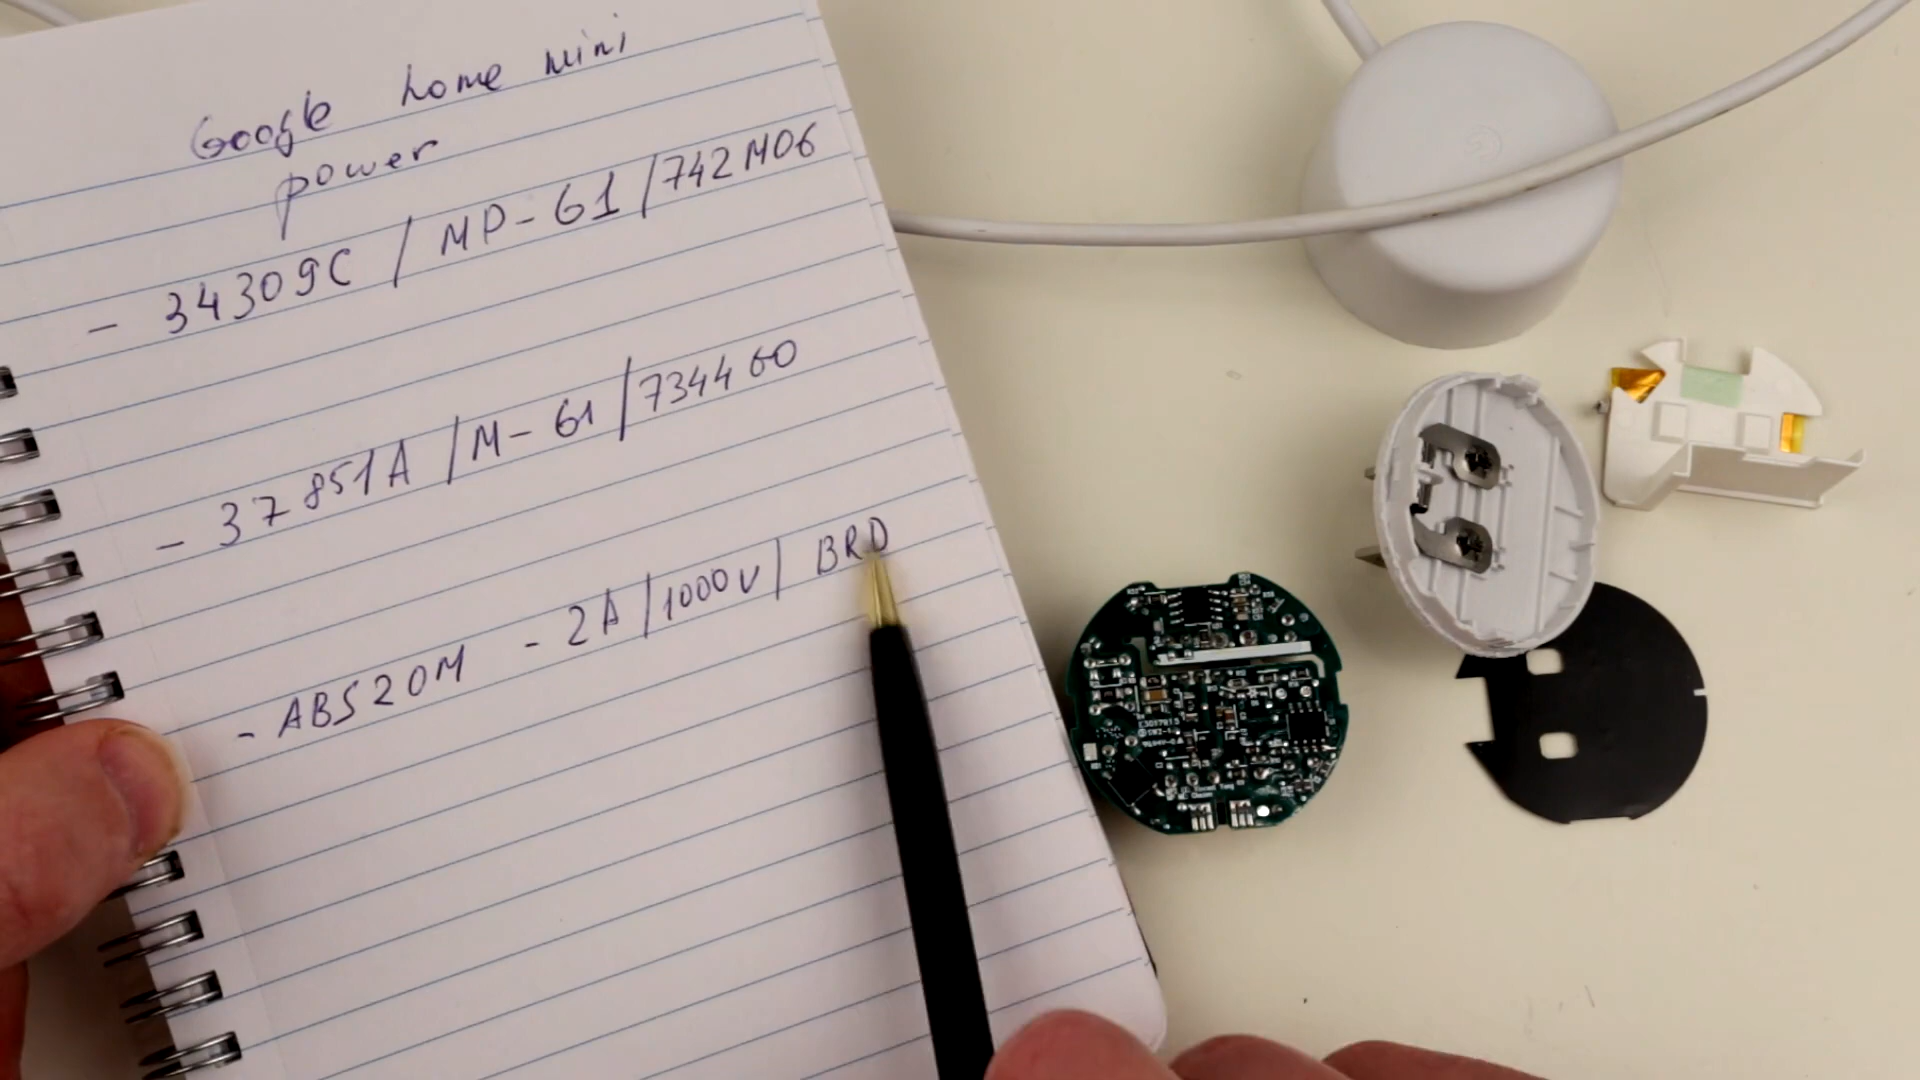 Google home mini
power
- 34309C / MP-61 / 742M06
- 37851A / M-61 / 734460
- ABS20M - 2A / 1000V / BRD